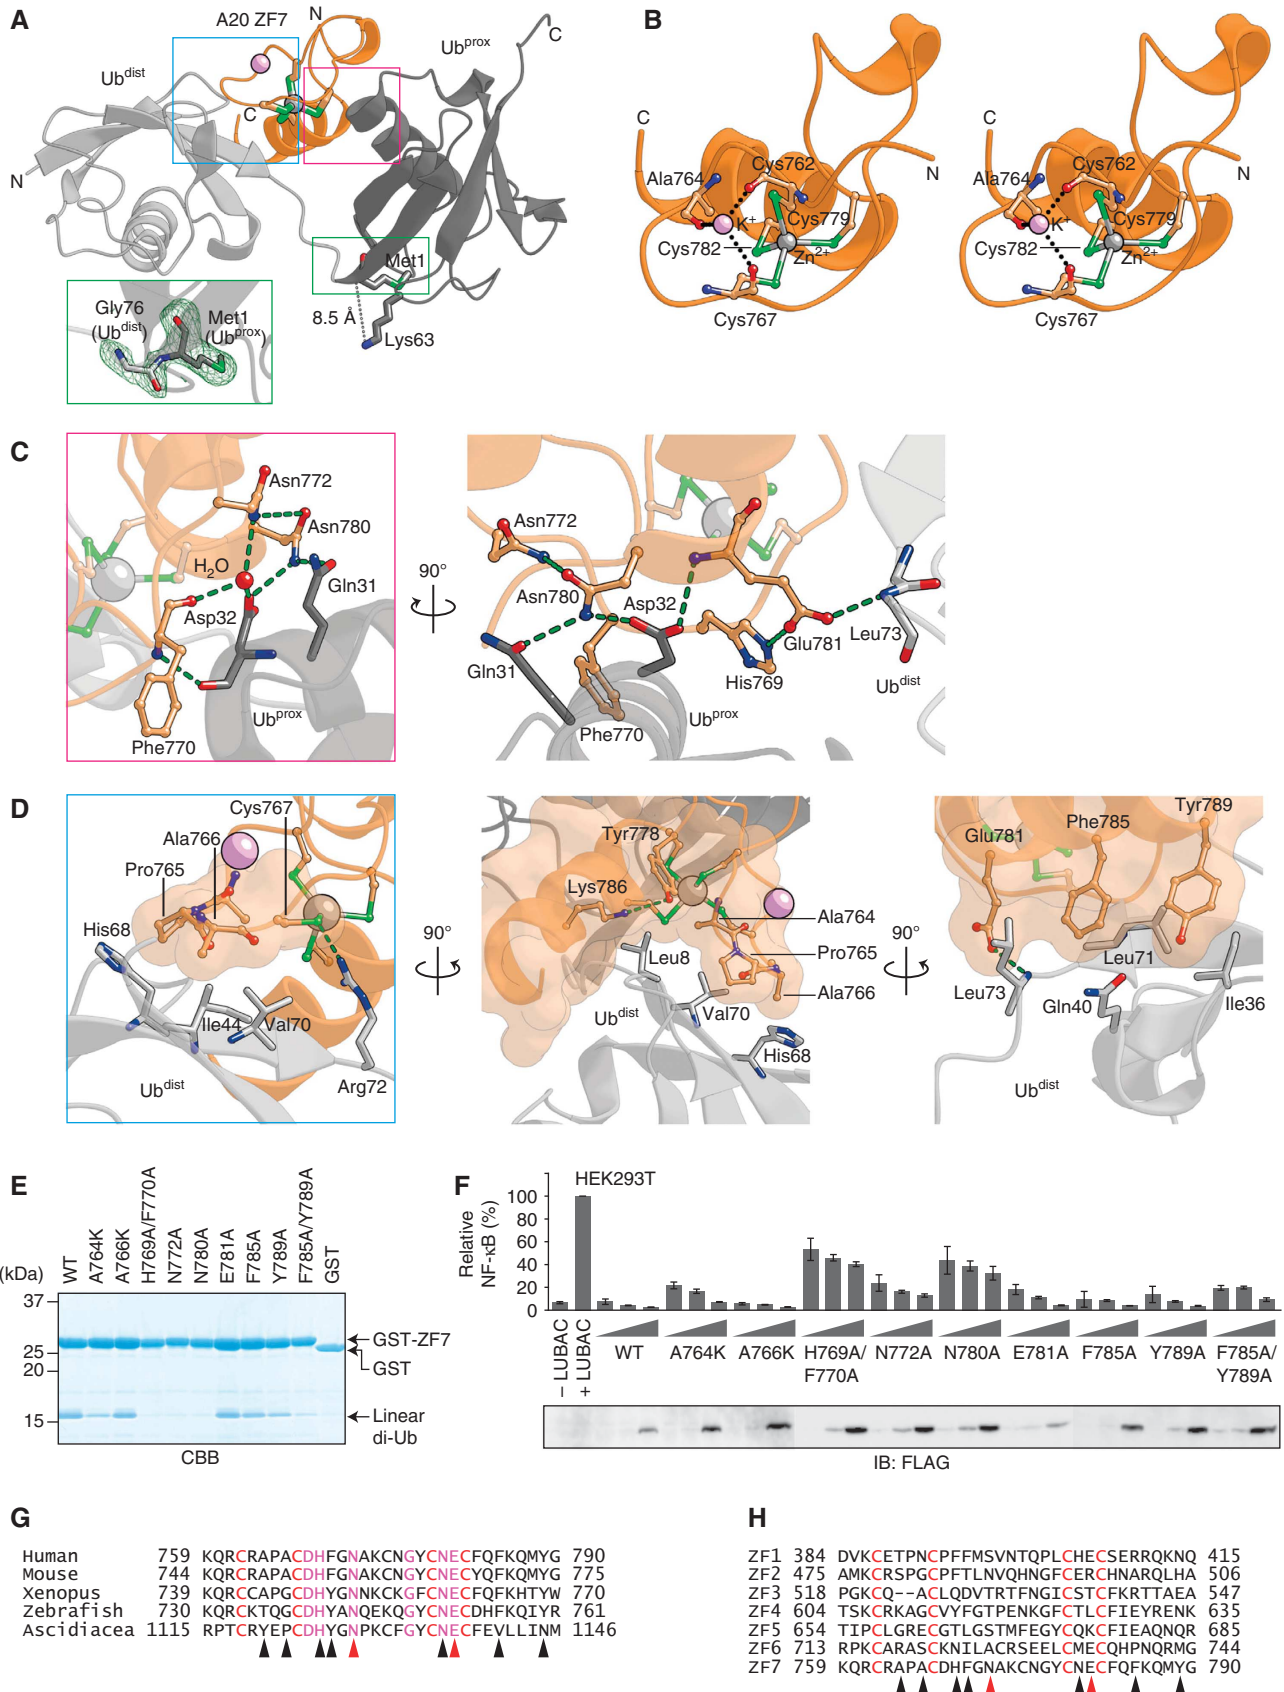 A
A20 ZF7
N
Ub^prox
C
Ub^dist
C
N
Met1
8.5 Å
Lys63
Gly76
(Ub^dist)
Met1
(Ub^prox)
B
C
Cys762
Ala764
N
K+
Cys779
Cys782
Zn2+
Cys767
C
Cys762
Ala764
N
K+
Cys779
Cys782
Zn2+
Cys767
C
Asn772
Asn780
H2O
Gln31
Asp32
Ub^prox
Phe770
90°
Asn772
Asn780
Asp32
Glu781
Leu73
Gln31
His769
Ub^dist
Phe770
Ub^prox
D
Cys767
Ala766
Pro765
His68
Ile44
Val70
Ub^dist
Arg72
90°
Tyr778
Lys786
Ala764
Leu8
Pro765
Ala766
Ub^dist
Val70
His68
90°
Tyr789
Phe785
Glu781
Leu71
Leu73
Gln40
Ile36
Ub^dist
E
(kDa)
WT
A764K
A766K
H769A/F770A
N772A
N780A
E781A
F785A
Y789A
F785A/Y789A
GST
37
25
20
15
GST-ZF7
GST
Linear
di-Ub
CBB
F
HEK293T
Relative
NF-κB (%)
100
80
60
40
20
0
– LUBAC
+ LUBAC
WT
A764K
A766K
H769A/
F770A
N772A
N780A
E781A
F785A
Y789A
F785A/
Y789A
IB: FLAG
G
Human 759 KQRCRAPACDHFGNAKCNGYCNECFQFKQMYG 790
Mouse 744 KQRCRAPACDHFGNAKCNGYCNECYQFKQMYG 775
Xenopus 739 KQRCCAPGCDHYGNNKCKGFCNECFQFKHTYW 770
Zebrafish 730 KQRCKTQGCDHYANQEKQGYCNECDHFKQIYR 761
Ascidiacea 1115 RPTCRYEPCDHYGNPKCFGYCNECFEVLLINM 1146
H
ZF1 384 DVKCETPNCPFFMSVNTQPLCHECSERRQKNQ 415
ZF2 475 AMKCRSPGCPFTLNVQHNGFCERCHNARQLHA 506
ZF3 518 PGKCQ--ACLQDVTRTFNGICSTCFKRTTAEA 547
ZF4 604 TSKCRKAGCVYFGTPENKGFCTLCFIEYRENK 635
ZF5 654 TIPCLGRECGTLGSTMFEGYCQKCFIEAQNQR 685
ZF6 713 RPKCARASCKNILACRSEELCMECQHPNQRMG 744
ZF7 759 KQRCRAPACDHFGNAKCNGYCNECFQFKQMYG 790